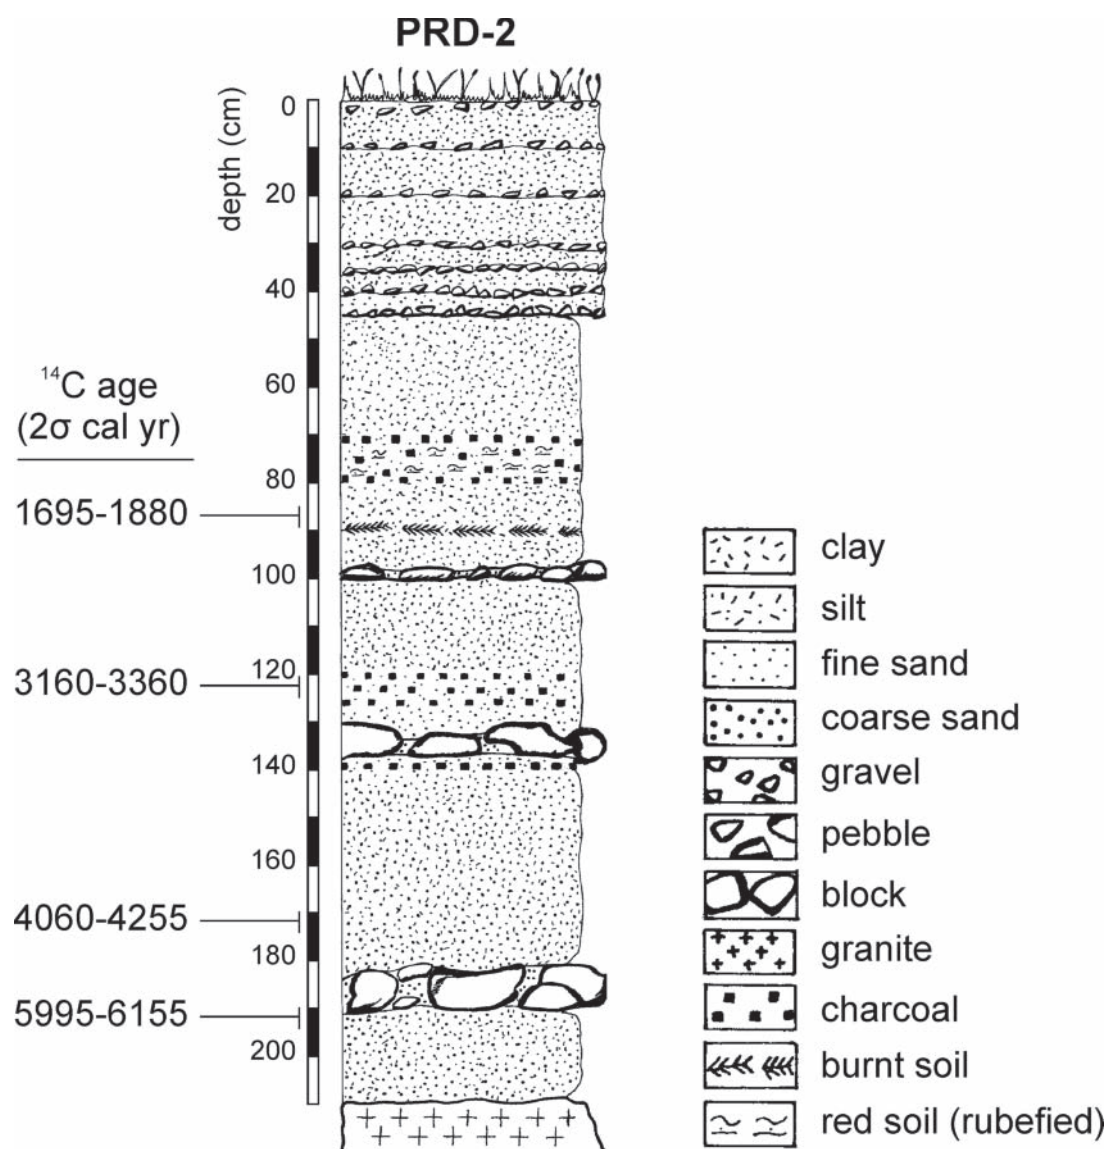 PRD-2
depth (cm)
0
20
40
60
80
100
120
140
160
180
200
¹⁴C age
(2σ cal yr)
1695-1880
3160-3360
4060-4255
5995-6155
clay
silt
fine sand
coarse sand
gravel
pebble
block
granite
charcoal
burnt soil
red soil (rubefied)